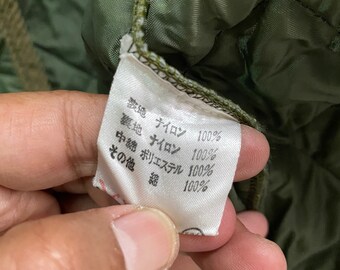 表地 ナイロン 100%
裏地 ナイロン 100%
中綿 ポリエステル 100%
その他 綿 100%